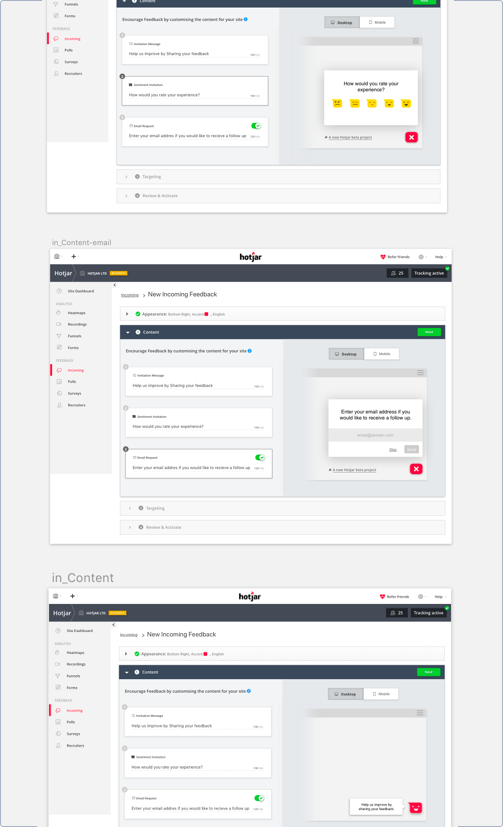 Funnels
Content
Next
Forms
Encourage Feedback by customising the content for your site
Desktop
Mobile
FEEDBACK
Incoming
1
Invitation Message
Polls
Help us improve by Sharing your feedback
Surveys
2
Recruiters
Sentiment Invitation
How would you rate your experience?
How would you rate your
experience?
3
Email Request
Enter your email address if you would like to recieve a follow up
A new Hotjar beta project
Targeting
Review & Activate
in_Content-email
hotjar
Refer friends
Help
Hotjar
HOTJAR LTD
25
Tracking active
Site Dashboard
Incoming
New Incoming Feedback
ANALYSIS
Heatmaps
Appearance: Bottom Right, Accent , English
Recordings
Content
Next
Funnels
Forms
Encourage Feedback by customising the content for your site
Desktop
Mobile
FEEDBACK
Incoming
Invitation Message
Polls
Help us improve by Sharing your feedback
Surveys
Recruiters
Sentiment Invitation
How would you rate your experience?
Enter your email address if you
would like to receive a follow up.
email@domain.com
Skip
Send
3
Email Request
Enter your email address if you would like to recieve a follow up
A new Hotjar beta project
Targeting
Review & Activate
in_Content
hotjar
Refer friends
Help
Hotjar
HOTJAR LTD
25
Tracking active
Site Dashboard
Incoming
New Incoming Feedback
ANALYSIS
Heatmaps
Appearance: Bottom Right, Accent , English
Recordings
Content
Next
Funnels
Forms
Encourage Feedback by customising the content for your site
Desktop
Mobile
FEEDBACK
Incoming
Invitation Message
Polls
Help us improve by Sharing your feedback
Surveys
Recruiters
Sentiment Invitation
How would you rate your experience?
Email Request
Enter your email address if you would like to recieve a follow up
Help us improve by
sharing your feedback.